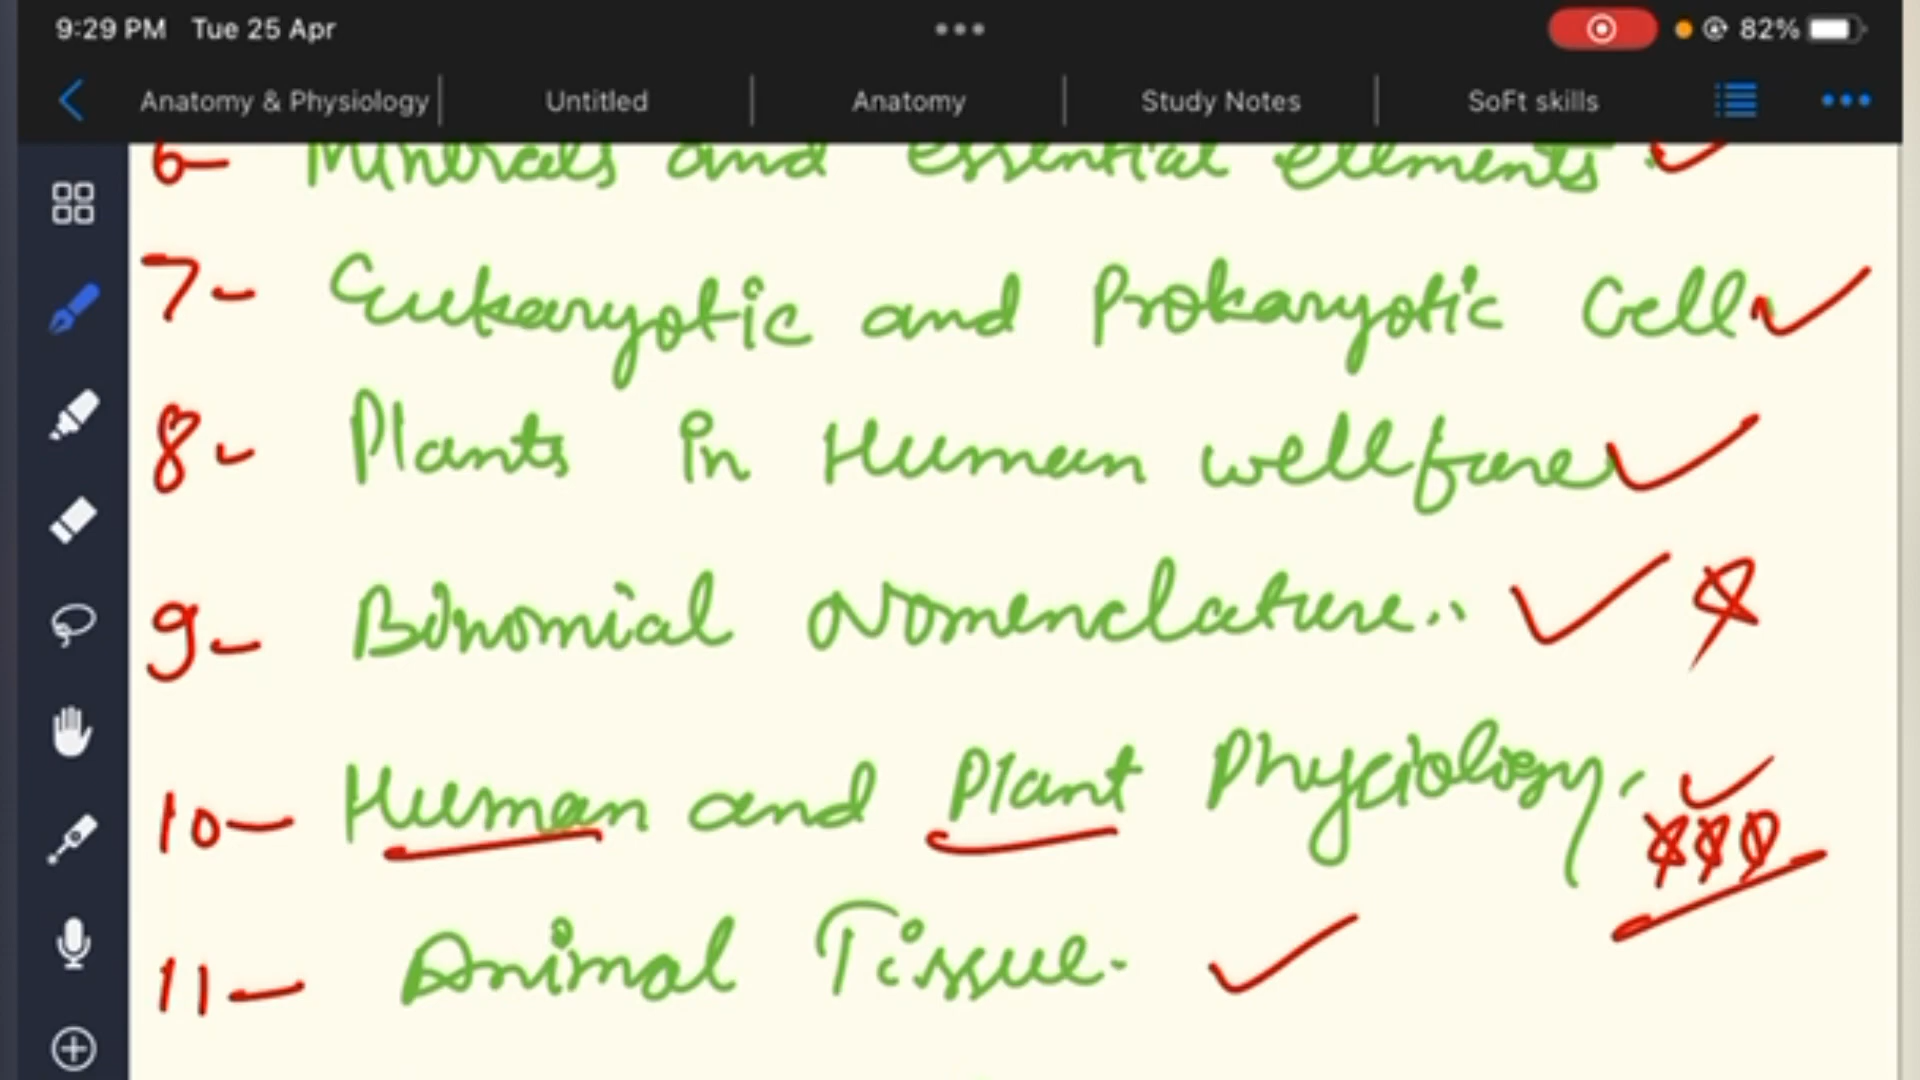 9:29 PM Tue 25 Apr 82%
Anatomy & Physiology Untitled Anatomy Study Notes SoFt skills
6- Minerals and essential elements
7- Eukaryotic and Prokaryotic Cell
8- Plants in Human wellfare
9- Binomial Nomenclature..
10- Human and Plant Phyciology,
11- Animal Tissue.